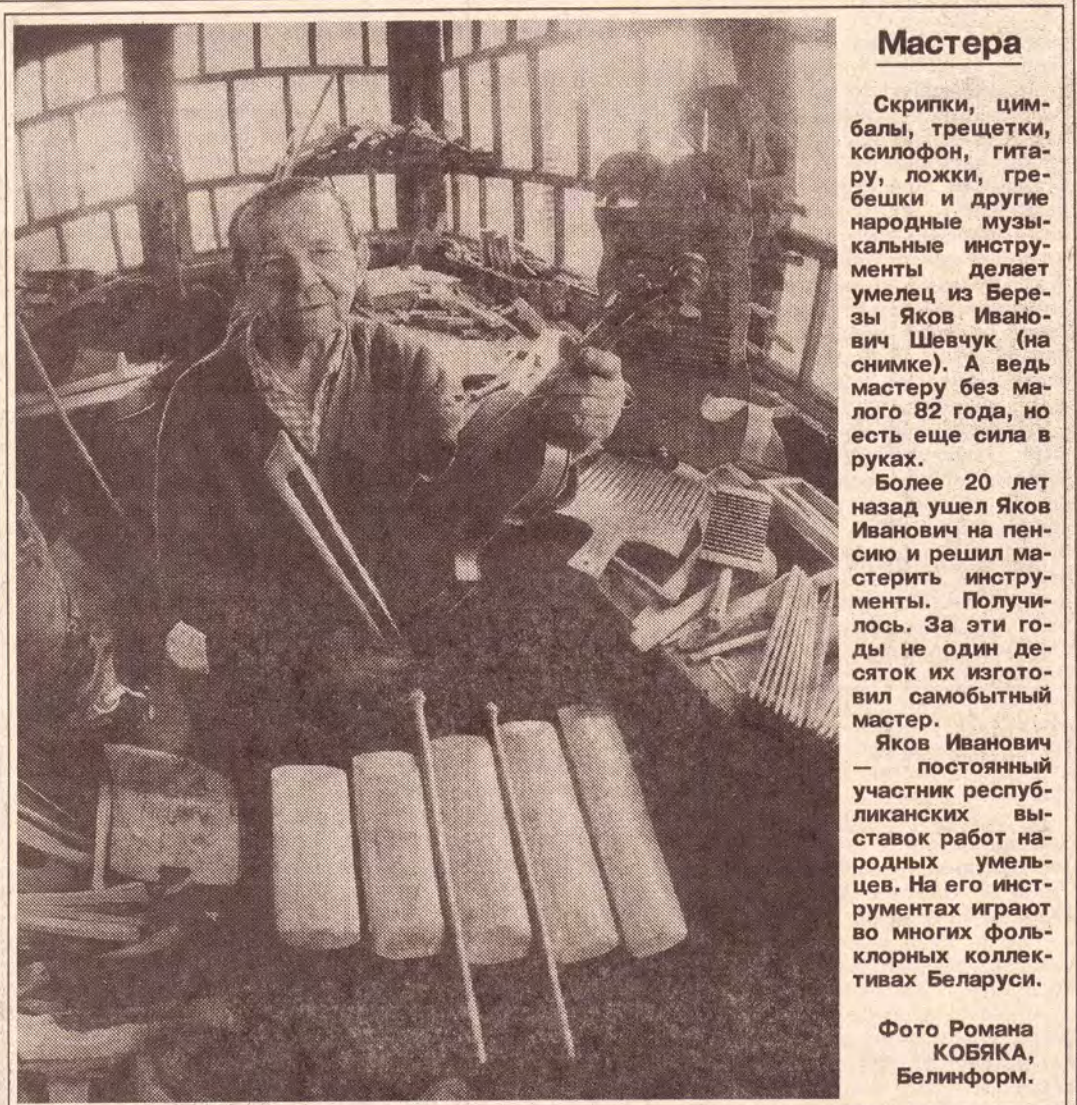 Мастера
Скрипки, цим-
балы, трещетки,
ксилофон, гита-
ру, ложки, гре-
бешки и другие
народные музы-
кальные инстру-
менты делает
умелец из Бере-
зы Яков Ивано-
вич Шевчук (на
снимке). А ведь
мастеру без ма-
лого 82 года, но
есть еще сила в
руках.
Более 20 лет
назад ушел Яков
Иванович на пен-
сию и решил ма-
стерить инстру-
менты. Получи-
лось. За эти го-
ды не один де-
сяток их изгото-
вил самобытный
мастер.
Яков Иванович
— постоянный
участник респуб-
ликанских вы-
ставок работ на-
родных умель-
цев. На его инст-
рументах играют
во многих фоль-
клорных коллек-
тивах Беларуси.
Фото Романа
КОБЯКА,
Белинформ.